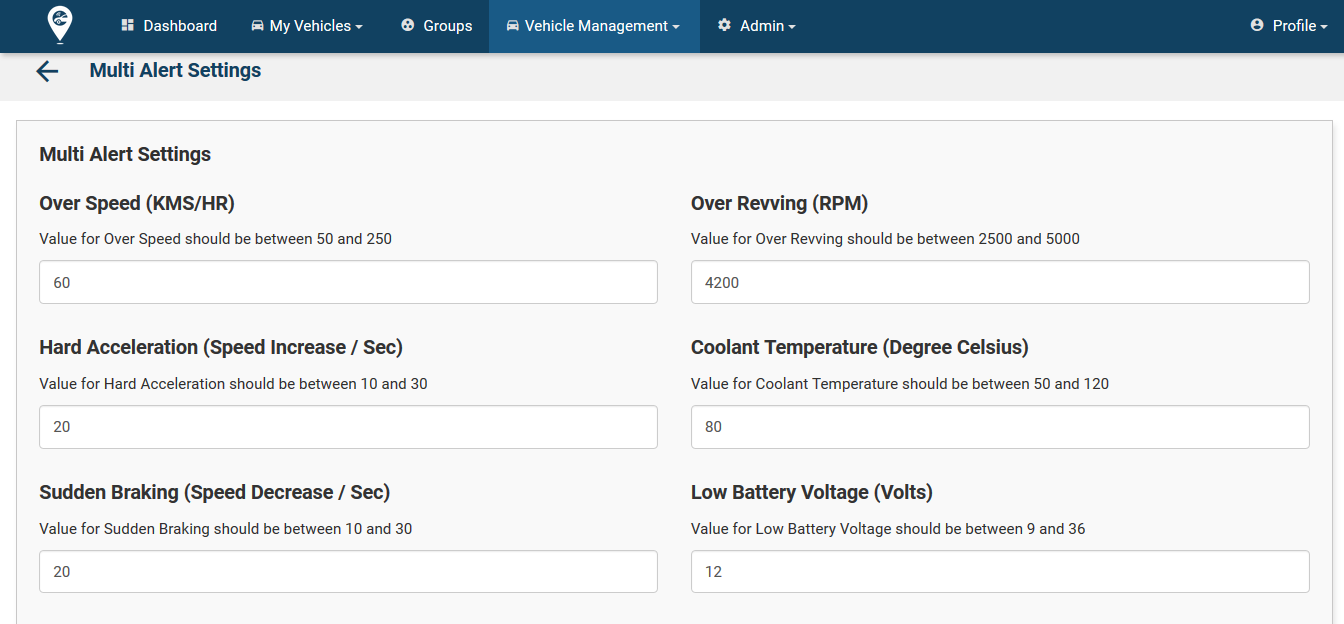 Dashboard
My Vehicles
Groups
Vehicle Management
Admin
Profile
Multi Alert Settings
Multi Alert Settings
Over Speed (KMS/HR)
Value for Over Speed should be between 50 and 250
60
Over Revving (RPM)
Value for Over Revving should be between 2500 and 5000
4200
Hard Acceleration (Speed Increase / Sec)
Value for Hard Acceleration should be between 10 and 30
20
Coolant Temperature (Degree Celsius)
Value for Coolant Temperature should be between 50 and 120
80
Sudden Braking (Speed Decrease / Sec)
Value for Sudden Braking should be between 10 and 30
20
Low Battery Voltage (Volts)
Value for Low Battery Voltage should be between 9 and 36
12